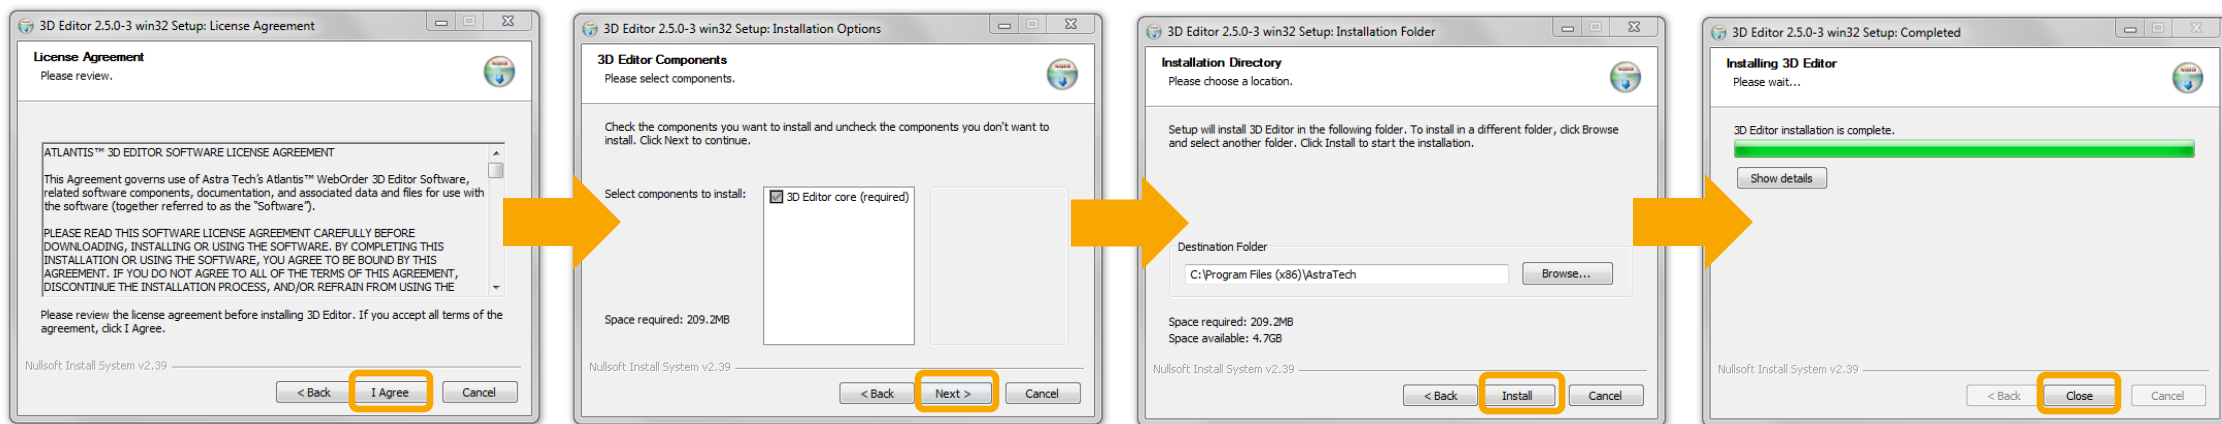 3D Editor 2.5.0-3 win32 Setup: License Agreement
License Agreement
Please review.
ATLANTIS™ 3D EDITOR SOFTWARE LICENSE AGREEMENT
This Agreement governs use of Astra Tech's Atlantis™ WebOrder 3D Editor Software,
related software components, documentation, and associated data and files for use with
the software (together referred to as the "Software").
PLEASE READ THIS SOFTWARE LICENSE AGREEMENT CAREFULLY BEFORE
DOWNLOADING, INSTALLING OR USING THE SOFTWARE. BY COMPLETING THIS
INSTALLATION OR USING THE SOFTWARE, YOU AGREE TO BE BOUND BY THIS
AGREEMENT. IF YOU DO NOT AGREE TO ALL OF THE TERMS OF THIS AGREEMENT,
DISCONTINUE THE INSTALLATION PROCESS, AND/OR REFRAIN FROM USING THE
Please review the license agreement before installing 3D Editor. If you accept all terms of the
agreement, click I Agree.
Nullsoft Install System v2.39
< Back
I Agree
Cancel
3D Editor 2.5.0-3 win32 Setup: Installation Options
3D Editor Components
Please select components.
Check the components you want to install and uncheck the components you don't want to
install. Click Next to continue.
Select components to install:
3D Editor core (required)
Space required: 209.2MB
Nullsoft Install System v2.39
< Back
Next >
Cancel
3D Editor 2.5.0-3 win32 Setup: Installation Folder
Installation Directory
Please choose a location.
Setup will install 3D Editor in the following folder. To install in a different folder, click Browse
and select another folder. Click Install to start the installation.
Destination Folder
C:\Program Files (x86)\AstraTech
Browse...
Space required: 209.2MB
Space available: 4.7GB
Nullsoft Install System v2.39
< Back
Install
Cancel
3D Editor 2.5.0-3 win32 Setup: Completed
Installing 3D Editor
Please wait...
3D Editor installation is complete.
Show details
Nullsoft Install System v2.39
< Back
Close
Cancel